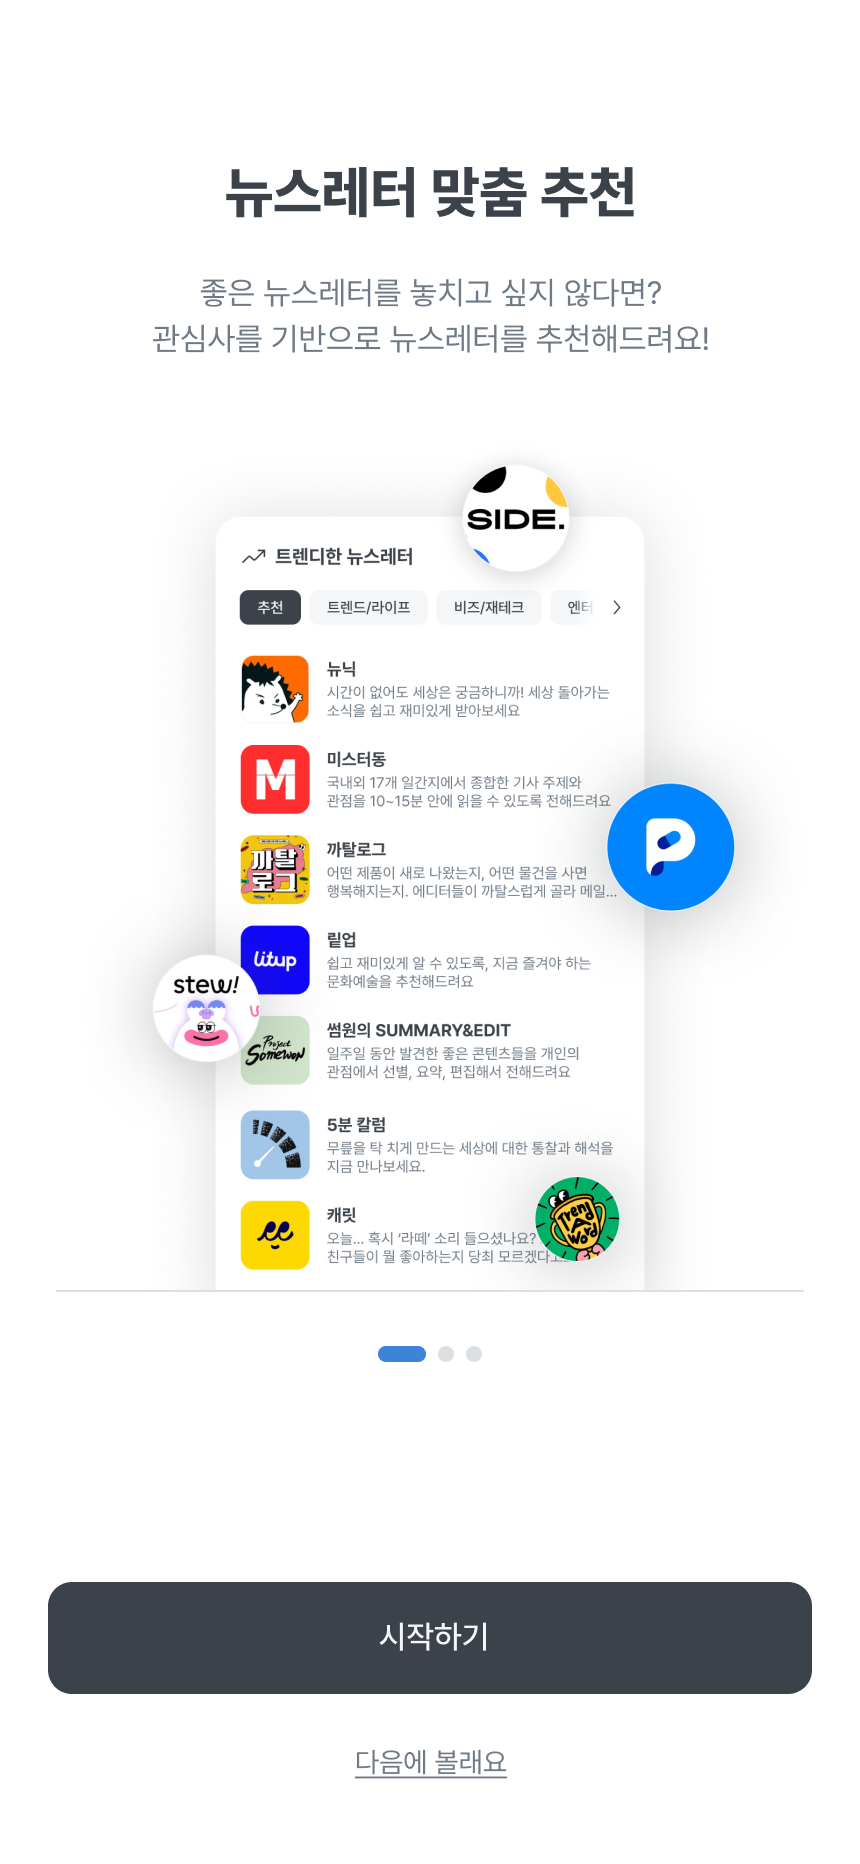 뉴스레터 맞춤 추천
좋은 뉴스레터를 놓치고 싶지 않다면?
관심사를 기반으로 뉴스레터를 추천해드려요!
SIDE.
트렌디한 뉴스레터
추천
트렌드/라이프
비즈/재테크
엔터
뉴닉
시간이 없어도 세상은 궁금하니까! 세상 돌아가는
소식을 쉽고 재미있게 받아보세요
M
미스터동
국내외 17개 일간지에서 종합한 기사 주제와
관점을 10~15분 안에 읽을 수 있도록 전해드려요
P
까탈
로그
까탈로그
어떤 제품이 새로 나왔는지, 어떤 물건을 사면
행복해지는지. 에디터들이 까탈스럽게 골라 메일...
litup
맅업
쉽고 재미있게 알 수 있도록, 지금 즐겨야 하는
문화예술을 추천해드려요
stew!
Project
Somewon
썸원의 SUMMARY&EDIT
일주일 동안 발견한 좋은 콘텐츠들을 개인의
관점에서 선별, 요약, 편집해서 전해드려요
5분 칼럼
무릎을 탁 치게 만드는 세상에 대한 통찰과 해석을
지금 만나보세요.
Trend
A
Word
캐릿
오늘... 혹시 ‘라떼’ 소리 들으셨나요?
친구들이 뭘 좋아하는지 당최 모르겠다고
시작하기
다음에 볼래요